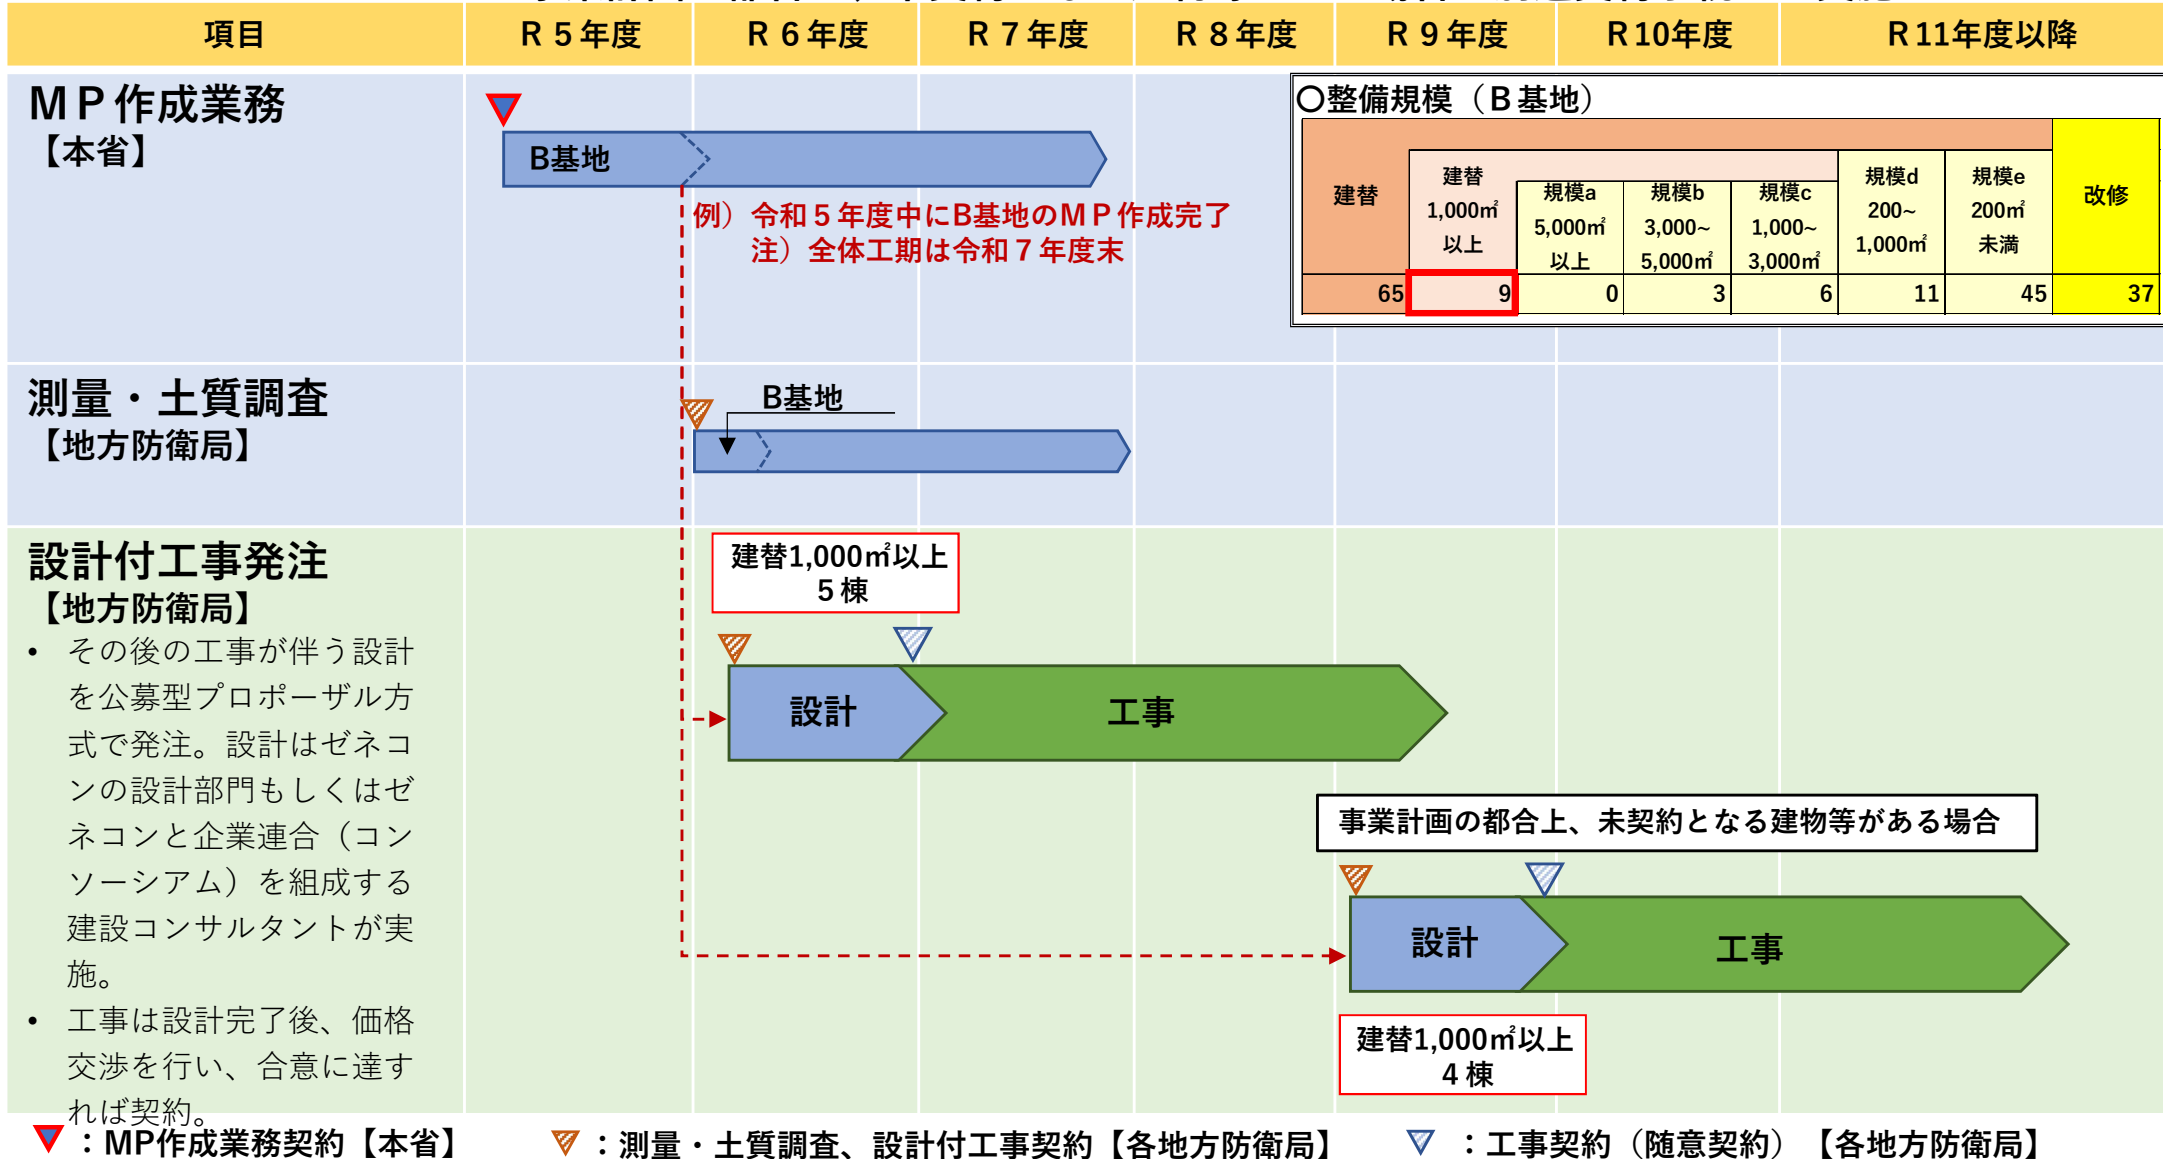 項目
R５年度
R６年度
R７年度
R８年度
R９年度
R10年度
R11年度以降
ＭＰ作成業務
【本省】
B基地
例）令和５年度中にB基地のＭＰ作成完了
注）全体工期は令和７年度末
〇整備規模（Ｂ基地）
建替
建替
1,000㎡
以上
規模a
5,000㎡
以上
規模b
3,000~
5,000㎡
規模c
1,000~
3,000㎡
規模d
200~
1,000㎡
規模e
200㎡
未満
改修
65
9
0
3
6
11
45
37
測量・土質調査
【地方防衛局】
B基地
設計付工事発注
【地方防衛局】
• その後の工事が伴う設計
を公募型プロポーザル方
式で発注。設計はゼネコ
ンの設計部門もしくはゼ
ネコンと企業連合（コン
ソーシアム）を組成する
建設コンサルタントが実
施。
• 工事は設計完了後、価格
交渉を行い、合意に達す
れば契約。
建替1,000㎡以上
５棟
設計
工事
事業計画の都合上、未契約となる建物等がある場合
設計
工事
建替1,000㎡以上
４棟
：MP作成業務契約【本省】
：測量・土質調査、設計付工事契約【各地方防衛局】
：工事契約（随意契約）【各地方防衛局】